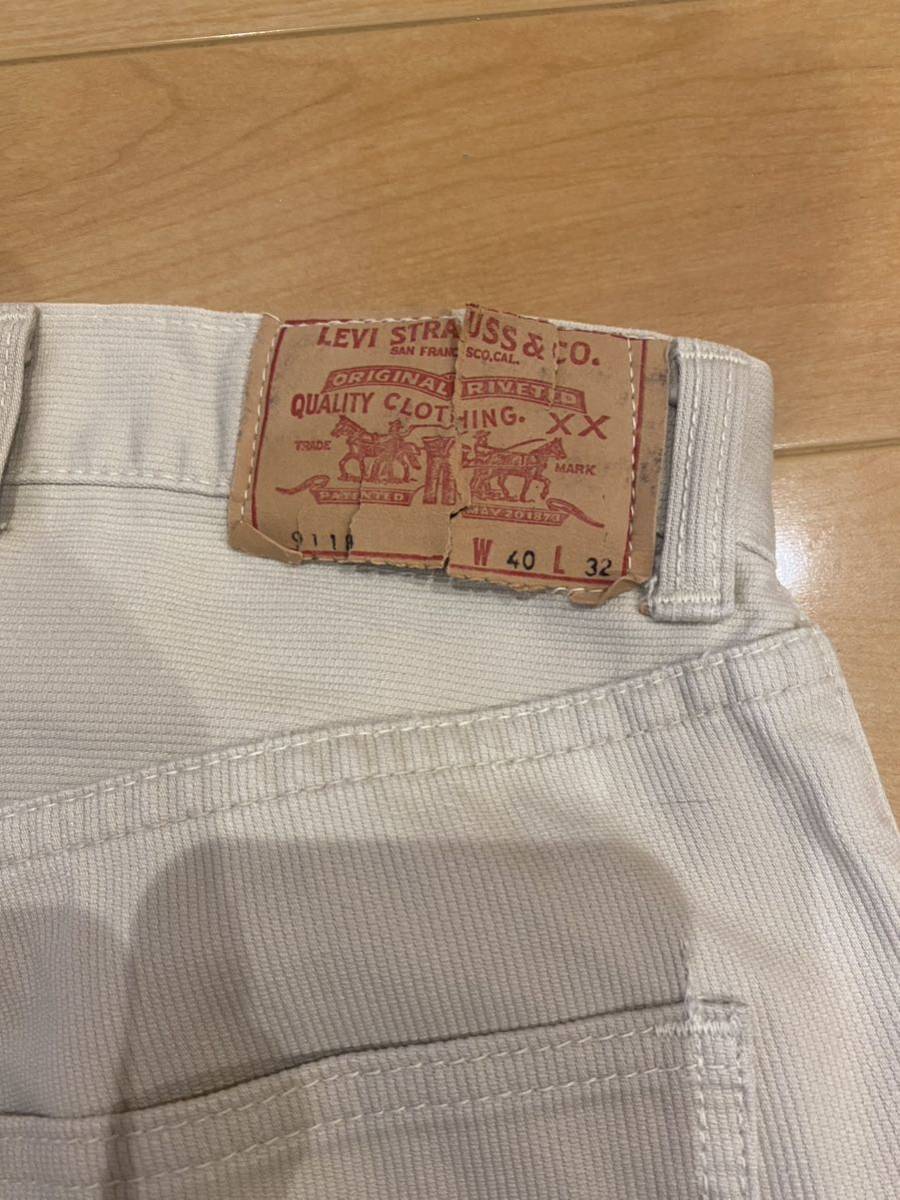 LEVI STRAUSS & CO.
SAN FRANCISCO, CAL.
ORIGINAL RIVETED
QUALITY CLOTHING. XX
TRADE MARK
PATENTED MAY 20 1873
W 40 L 32